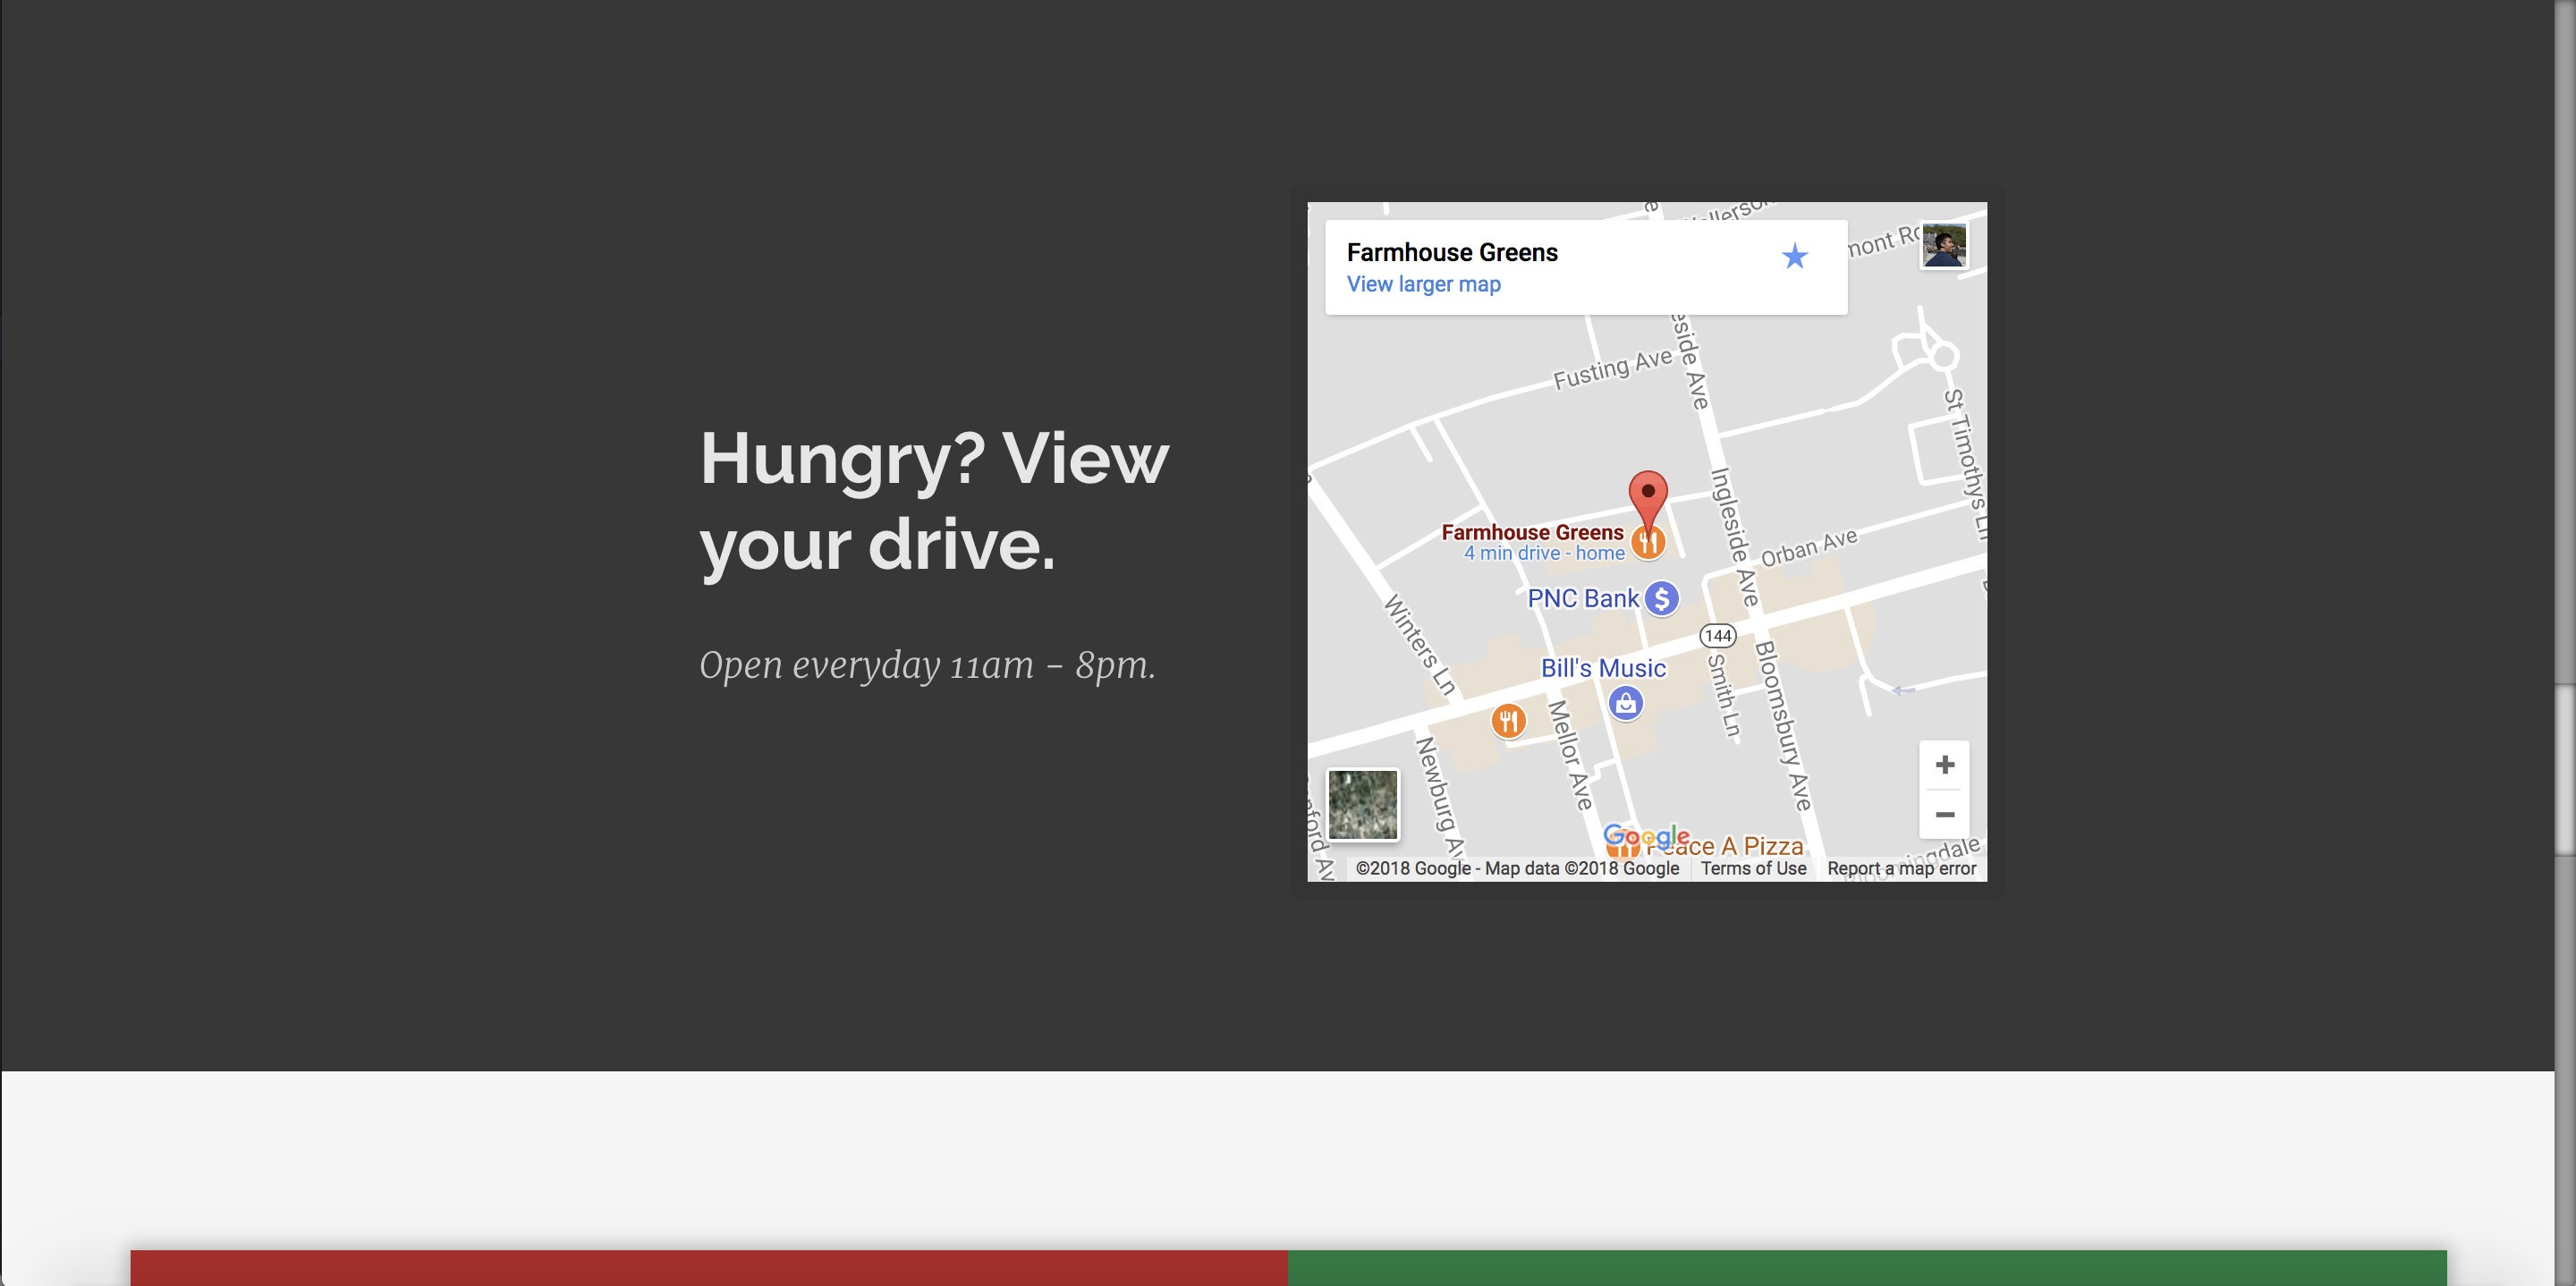 Hungry? View
your drive.
Open everyday 11am – 8pm.
Farmhouse Greens
View larger map
Fusting Ave
Ingleside Ave
St Timothys Ln
Farmhouse Greens
4 min drive - home
Orban Ave
PNC Bank
144
Winters Ln
Bill's Music
Smith Ln
Bloomsbury Ave
Mellor Ave
Newburg Av
Google
Peace A Pizza
©2018 Google - Map data ©2018 Google
Terms of Use
Report a map error